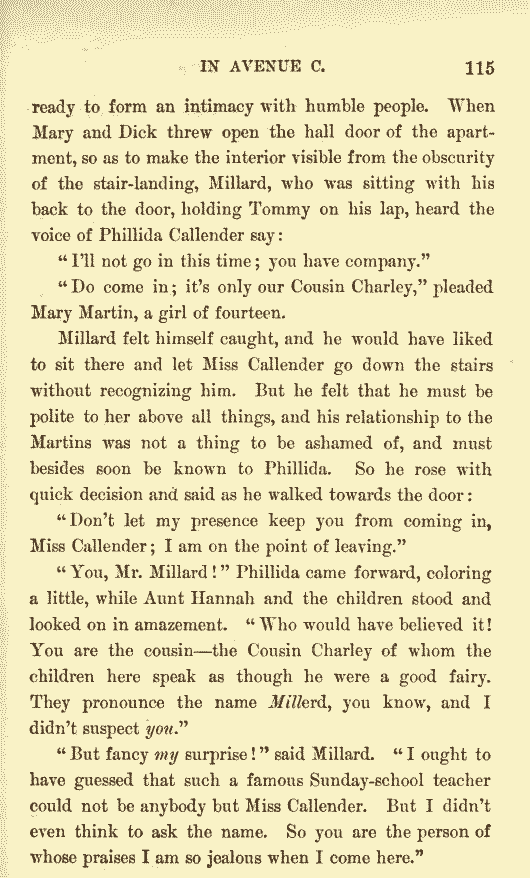 IN AVENUE C. 115
ready to form an intimacy with humble people. When
Mary and Dick threw open the hall door of the apart-
ment, so as to make the interior visible from the obscurity
of the stair-landing, Millard, who was sitting with his
back to the door, holding Tommy on his lap, heard the
voice of Phillida Callender say:
"I'll not go in this time; you have company."
"Do come in; it's only our Cousin Charley," pleaded
Mary Martin, a girl of fourteen.
Millard felt himself caught, and he would have liked
to sit there and let Miss Callender go down the stairs
without recognizing him. But he felt that he must be
polite to her above all things, and his relationship to the
Martins was not a thing to be ashamed of, and must
besides soon be known to Phillida. So he rose with
quick decision and said as he walked towards the door:
"Don't let my presence keep you from coming in,
Miss Callender; I am on the point of leaving."
"You, Mr. Millard!" Phillida came forward, coloring
a little, while Aunt Hannah and the children stood and
looked on in amazement. "Who would have believed it!
You are the cousin—the Cousin Charley of whom the
children here speak as though he were a good fairy.
They pronounce the name Millerd, you know, and I
didn't suspect you."
"But fancy my surprise!" said Millard. "I ought to
have guessed that such a famous Sunday-school teacher
could not be anybody but Miss Callender. But I didn't
even think to ask the name. So you are the person of
whose praises I am so jealous when I come here."